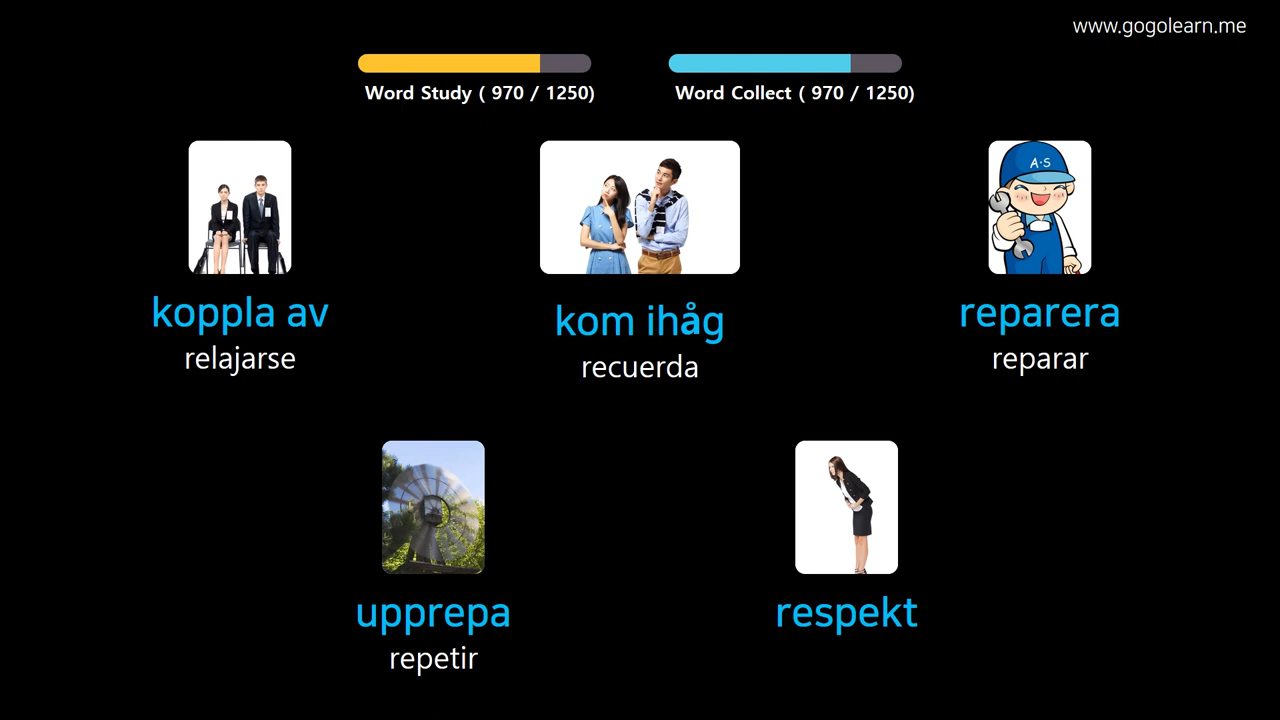 www.gogolearn.me
Word Study ( 970 / 1250)
Word Collect ( 970 / 1250)
A·S
koppla av
relajarse
kom ihåg
recuerda
reparera
reparar
upprepa
repetir
respekt